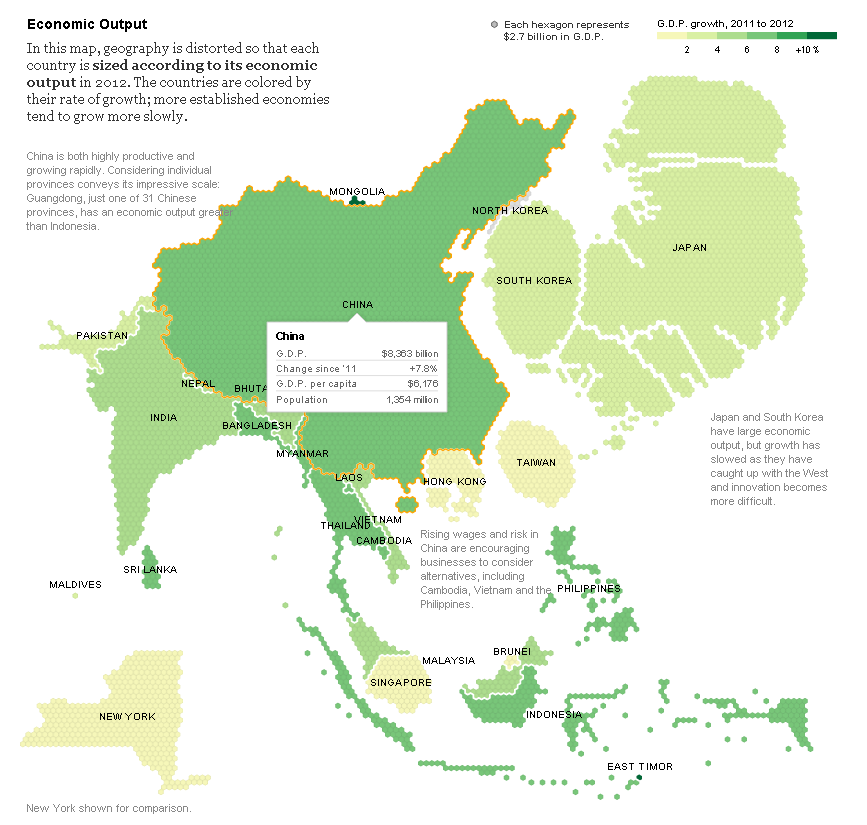 Economic Output
In this map, geography is distorted so that each
country is sized according to its economic
output in 2012. The countries are colored by
their rate of growth; more established economies
tend to grow more slowly.
Each hexagon represents
$2.7 billion in G.D.P.
G.D.P. growth, 2011 to 2012
2 4 6 8 +10 %
China is both highly productive and
growing rapidly. Considering individual
provinces conveys its impressive scale:
Guangdong, just one of 31 Chinese
provinces, has an economic output greater
than Indonesia.
MONGOLIA
NORTH KOREA
JAPAN
SOUTH KOREA
CHINA
China
G.D.P. $8,363 billion
Change since '11 +7.8%
G.D.P. per capita $6,176
Population 1,354 million
PAKISTAN
NEPAL
BHUTA
INDIA
BANGLADESH
MYANMAR
LAOS
HONG KONG
TAIWAN
Japan and South Korea
have large economic
output, but growth has
slowed as they have
caught up with the West
and innovation becomes
more difficult.
VIETNAM
THAILAND
CAMBODIA
Rising wages and risk in
China are encouraging
businesses to consider
alternatives, including
Cambodia, Vietnam and the
Philippines.
SRI LANKA
MALDIVES
PHILIPPINES
BRUNEI
MALAYSIA
SINGAPORE
NEW YORK
INDONESIA
EAST TIMOR
New York shown for comparison.